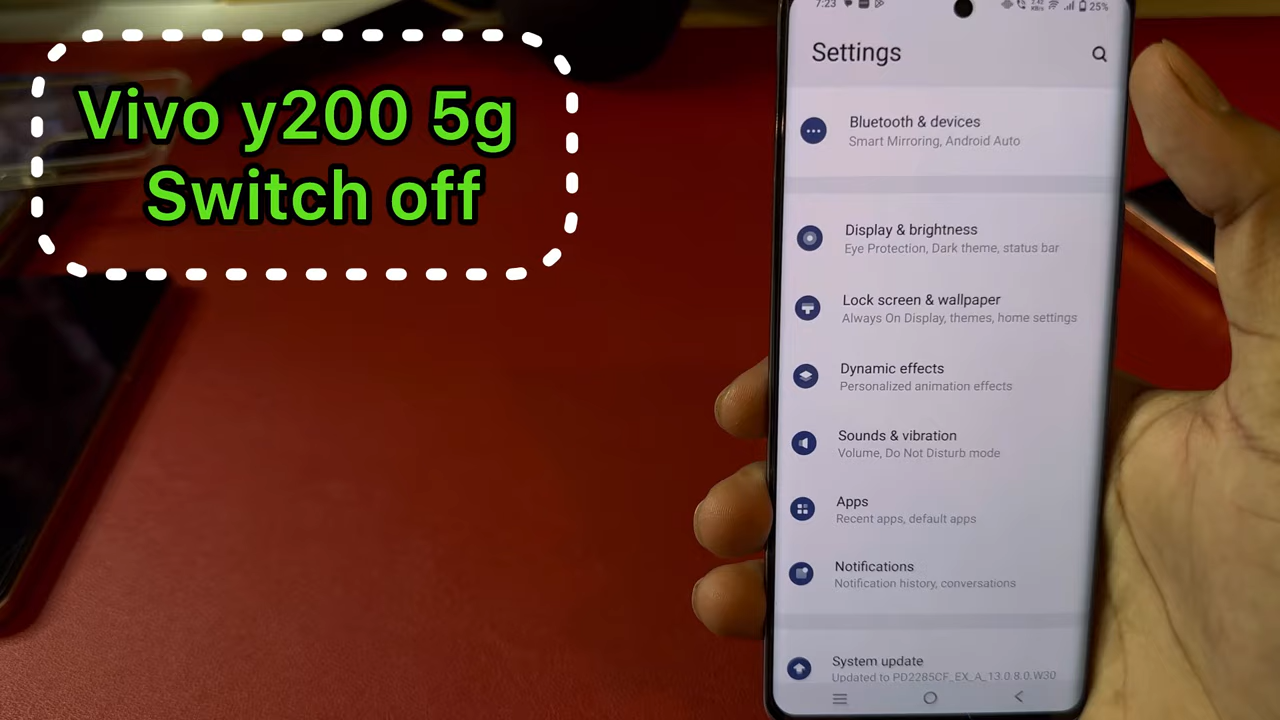 Vivo y200 5g
Switch off
7:23
25%
Settings
Bluetooth & devices
Smart Mirroring, Android Auto
Display & brightness
Eye Protection, Dark theme, status bar
Lock screen & wallpaper
Always On Display, themes, home settings
Dynamic effects
Personalized animation effects
Sounds & vibration
Volume, Do Not Disturb mode
Apps
Recent apps, default apps
Notifications
Notification history, conversations
System update
Updated to PD2285CF_EX_A_13.0.8.0.W30